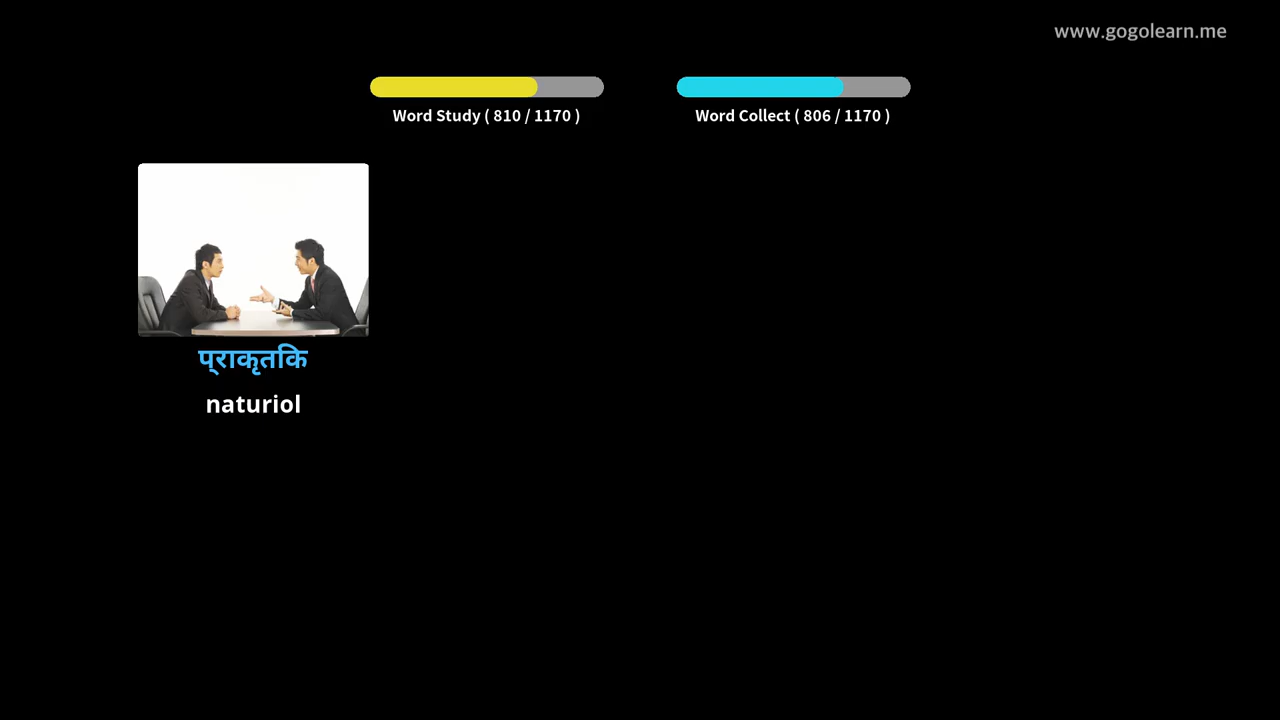 www.gogolearn.me
Word Study ( 810 / 1170 )
Word Collect ( 806 / 1170 )
प्राकृतकि
naturiol